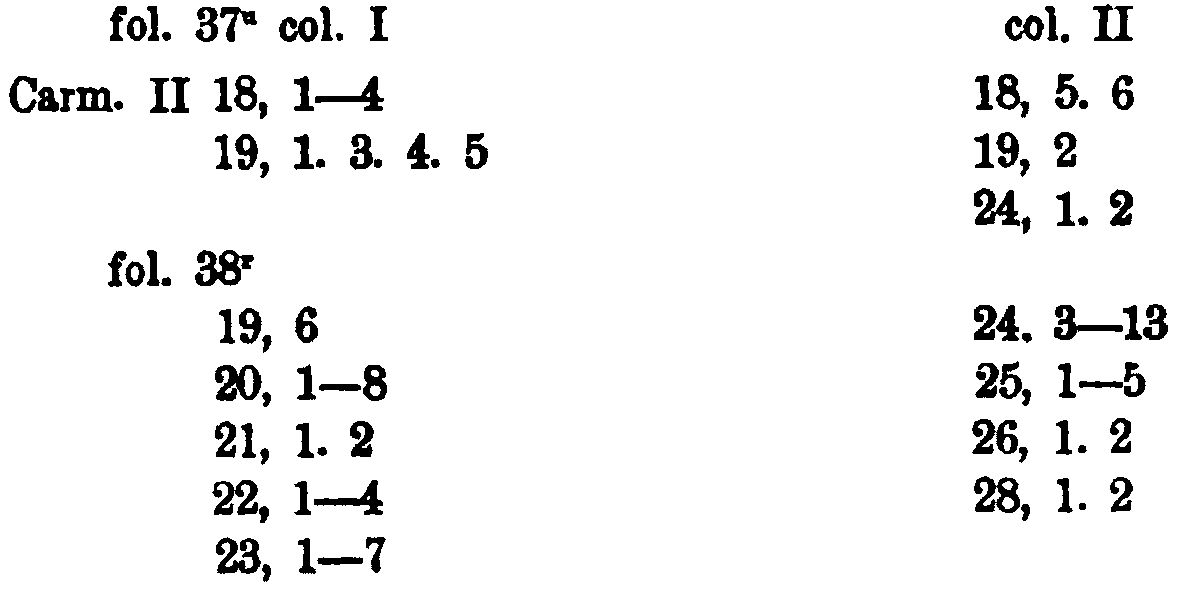 fol. 37ᵘ col. I col. II
Carm. II 18, 1—4 18, 5. 6
19, 1. 3. 4. 5 19, 2
24, 1. 2
fol. 38ʳ
19, 6 24. 3—13
20, 1—8 25, 1—5
21, 1. 2 26, 1. 2
22, 1—4 28, 1. 2
23, 1—7